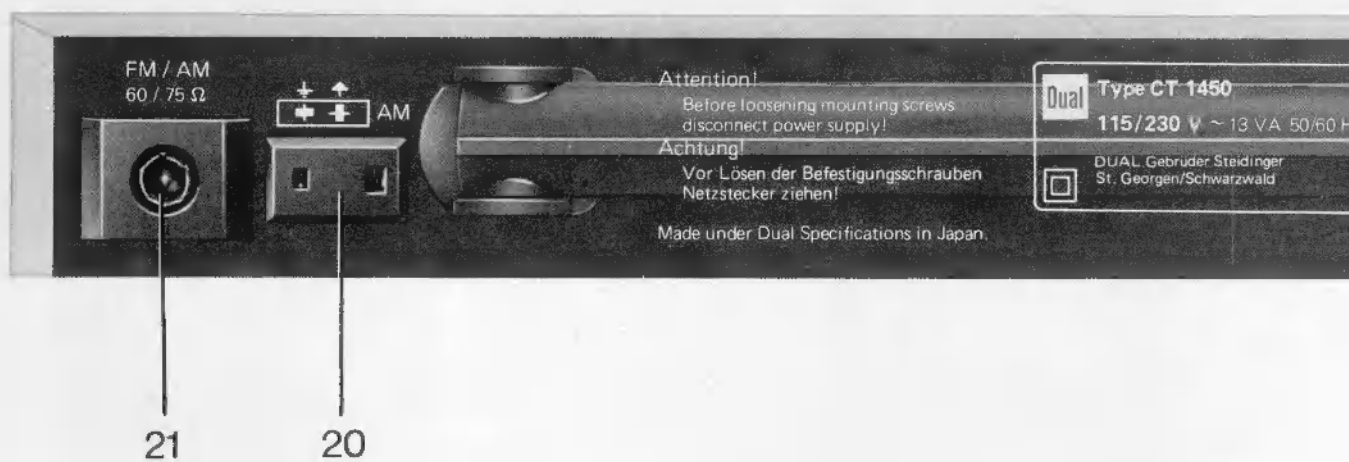 FM / AM
60 / 75 Ω
AM
Attention!
Before loosening mounting screws
disconnect power supply!
Achtung!
Vor Lösen der Befestigungsschrauben
Netzstecker ziehen!
Made under Dual Specifications in Japan.
Dual
Type CT 1450
115/230 V ~ 13 VA 50/60 H
DUAL Gebrüder Steidinger
St. Georgen/Schwarzwald
21
20